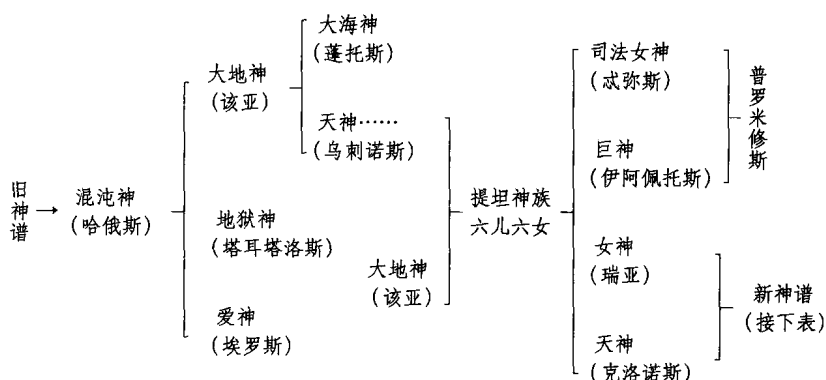 旧神谱
混沌神
(哈俄斯)
大地神
(该亚)
大海神
(蓬托斯)
天神……
(乌刺诺斯)
地狱神
(塔耳塔洛斯)
爱神
(埃罗斯)
大地神
(该亚)
提坦神族
六儿六女
司法女神
(忒弥斯)
巨神
(伊阿佩托斯)
普罗米修斯
女神
(瑞亚)
天神
(克洛诺斯)
新神谱
(接下表)